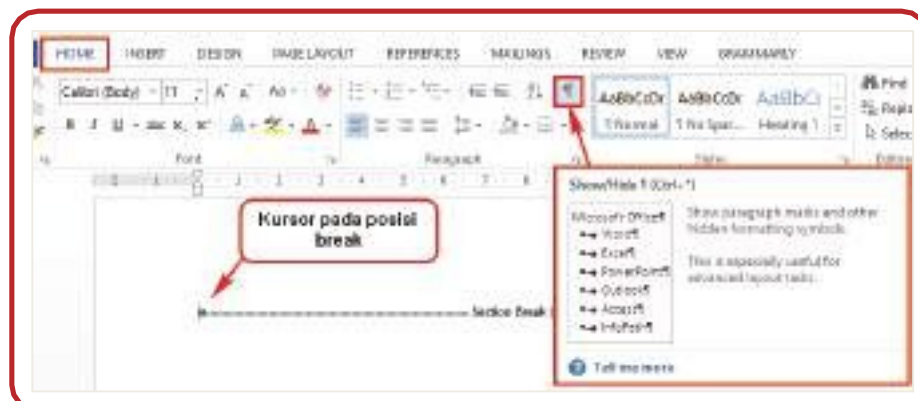 HOME INSERT DESIGN PAGE LAYOUT REFERENCES MAILINGS REVIEW VIEW GRAMMARLY
Calibri (Body) 11
Find
AaBbCcDc AaBbCcDc AaBbC
¶ Normal ¶ No Spac... Heading 1
Font Paragraph Styles
Show/Hide ¶ (Ctrl+*)
Kursor pada posisi
break
Microsoft Office¶
Word¶
Excel¶
PowerPoint¶
Outlook¶
Access¶
InfoPath¶
Show paragraph marks and other
hidden formatting symbols.
This is especially useful for
advanced layout tasks.
Section Break
Tell me more